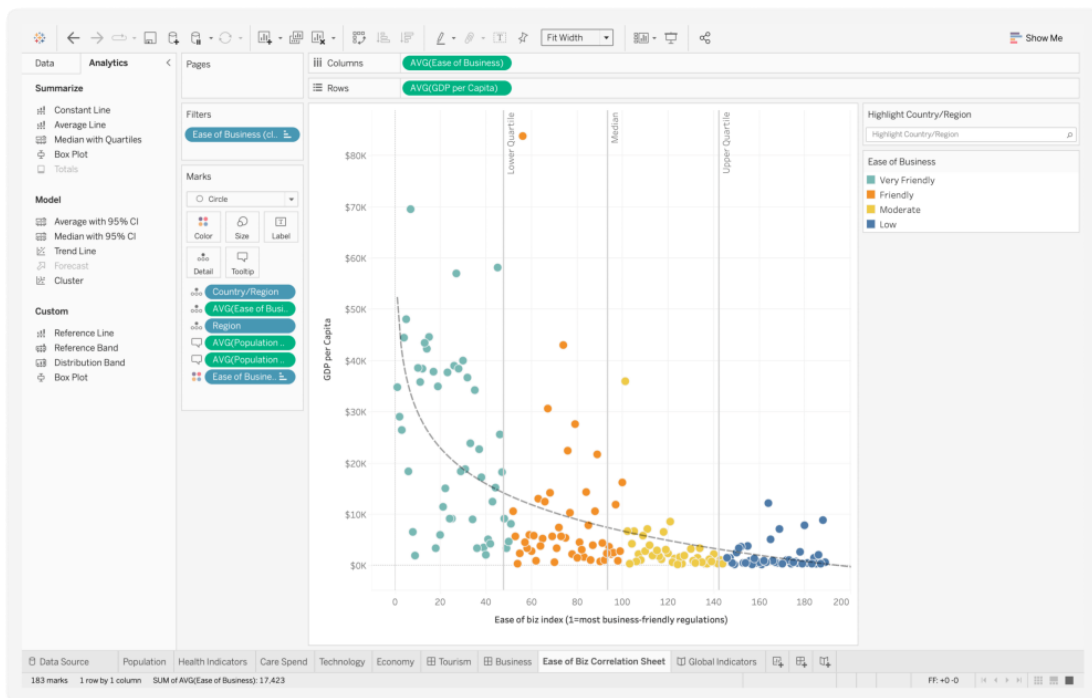 Fit Width
Show Me
Data
Analytics
Summarize
Constant Line
Average Line
Median with Quartiles
Box Plot
Totals
Model
Average with 95% CI
Median with 95% CI
Trend Line
Forecast
Cluster
Custom
Reference Line
Reference Band
Distribution Band
Box Plot
Pages
Filters
Ease of Business (cl..
Marks
Circle
Color
Size
Label
Detail
Tooltip
Country/Region
AVG(Ease of Busi..
Region
AVG(Population ..
AVG(Population ..
Ease of Busine..
Columns
AVG(Ease of Business)
Rows
AVG(GDP per Capita)
Lower Quartile
Median
Upper Quartile
GDP per Capita
$80K
$70K
$60K
$50K
$40K
$30K
$20K
$10K
$0K
0 20 40 60 80 100 120 140 160 180 200
Ease of biz index (1=most business-friendly regulations)
Highlight Country/Region
Highlight Country/Region
Ease of Business
Very Friendly
Friendly
Moderate
Low
Data Source
Population
Health Indicators
Care Spend
Technology
Economy
Tourism
Business
Ease of Biz Correlation Sheet
Global Indicators
183 marks 1 row by 1 column SUM of AVG(Ease of Business): 17,423
FF: +0 -0